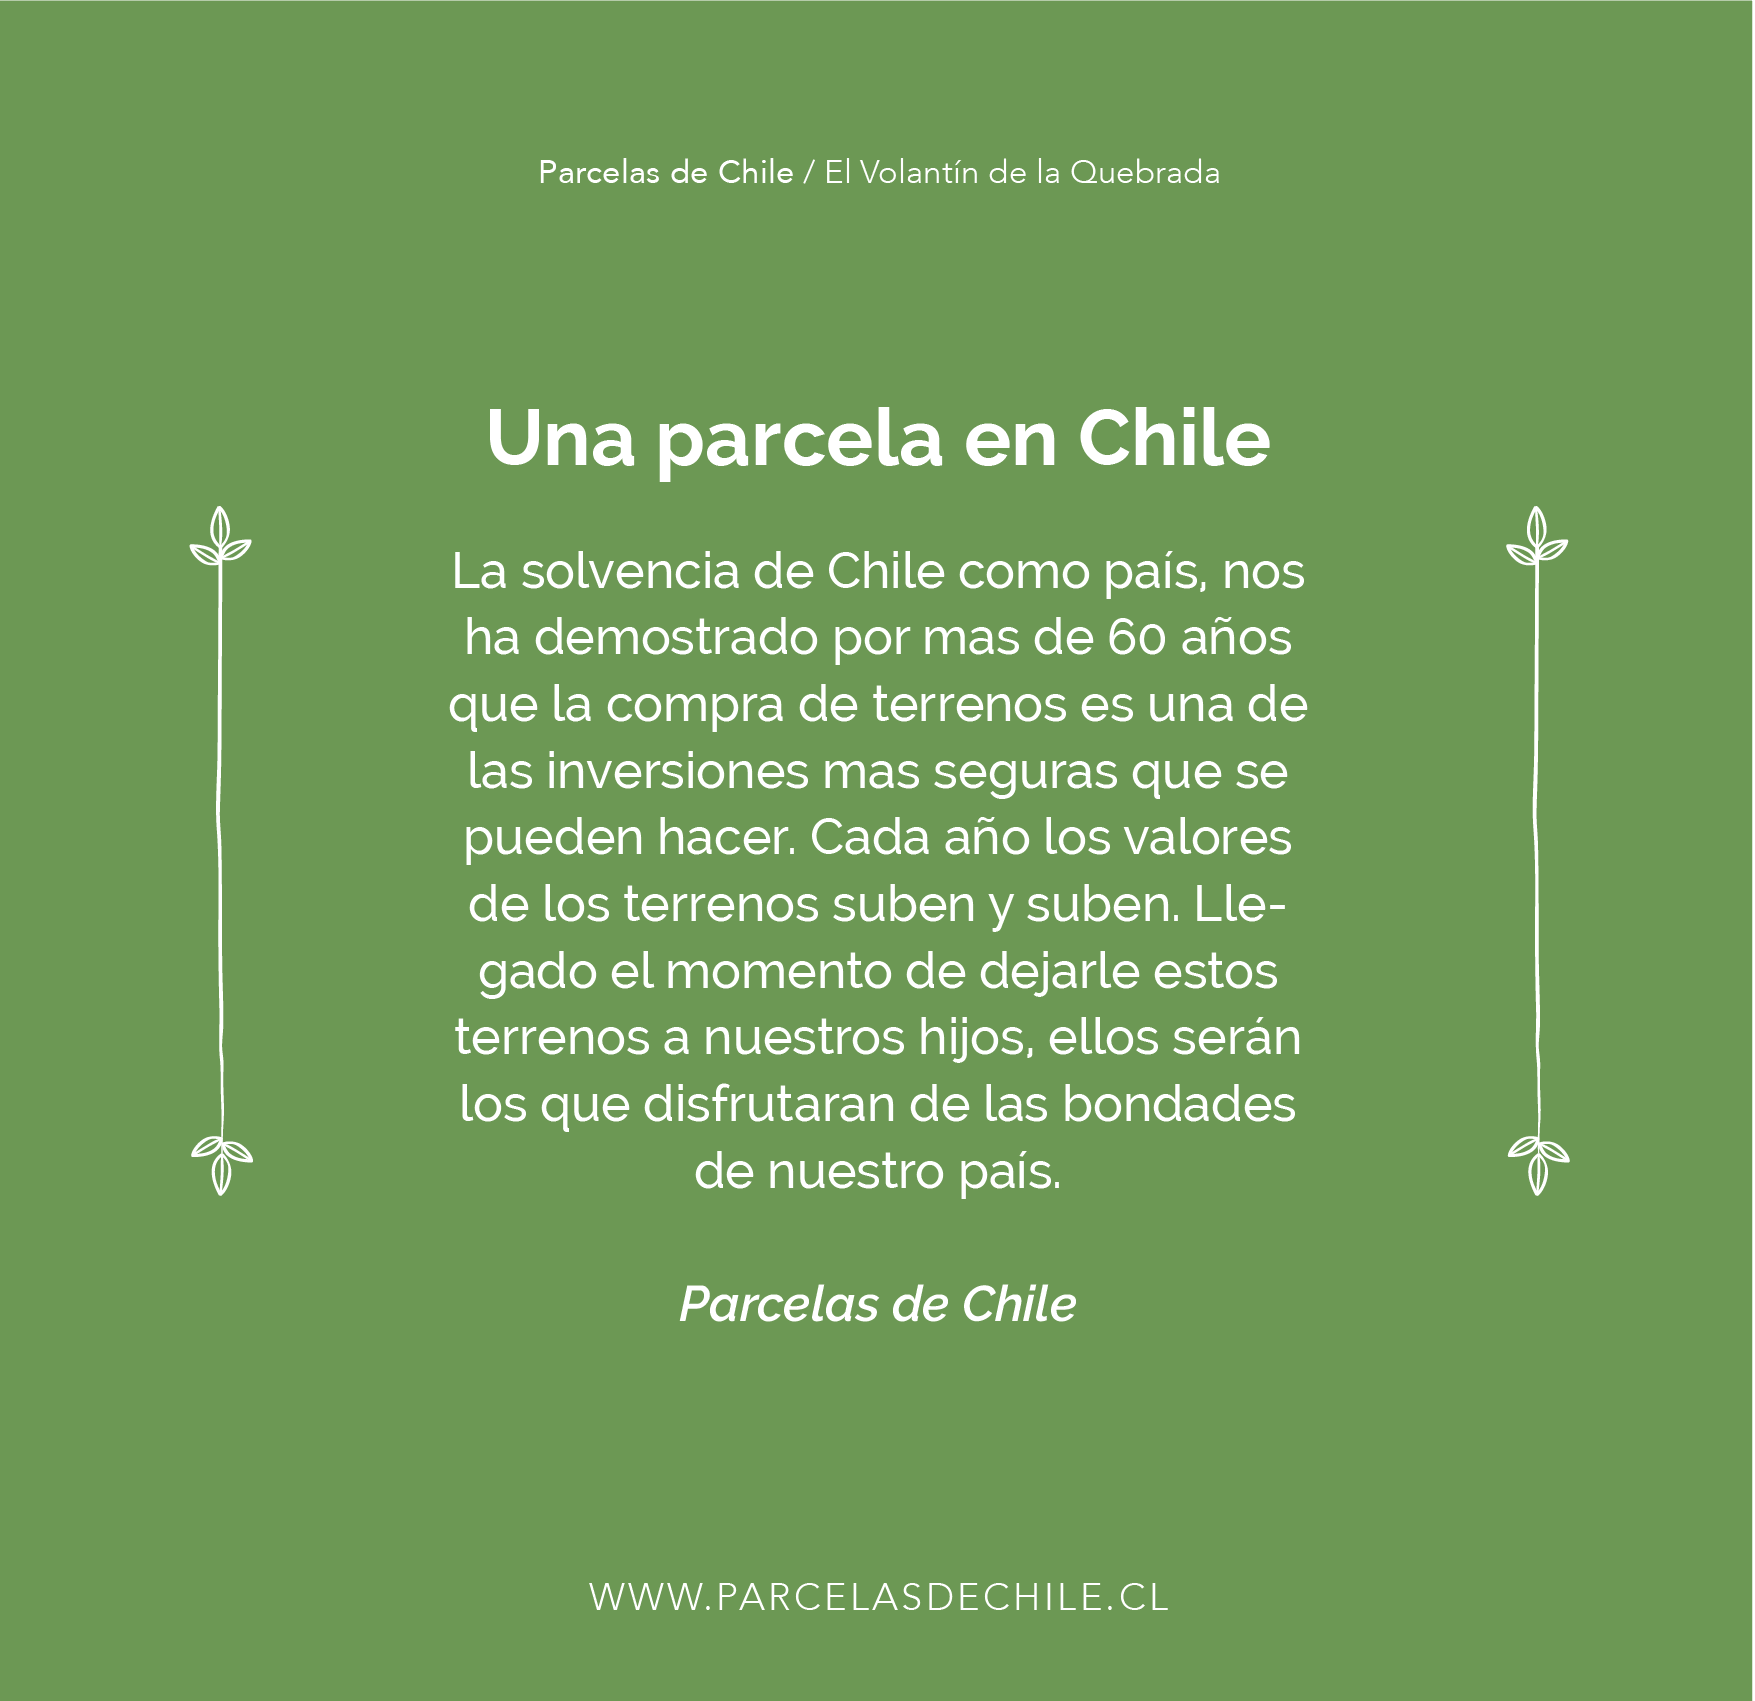 Parcelas de Chile / El Volantín de la Quebrada
Una parcela en Chile
La solvencia de Chile como país, nos
ha demostrado por mas de 60 años
que la compra de terrenos es una de
las inversiones mas seguras que se
pueden hacer. Cada año los valores
de los terrenos suben y suben. Lle-
gado el momento de dejarle estos
terrenos a nuestros hijos, ellos serán
los que disfrutaran de las bondades
de nuestro país.
Parcelas de Chile
WWW.PARCELASDECHILE.CL